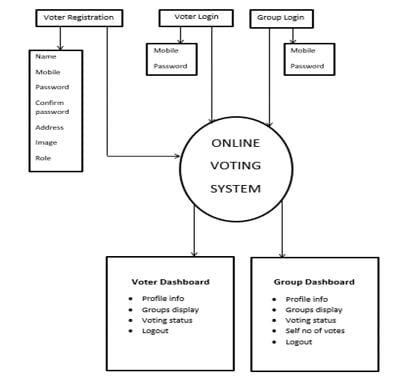 Voter Registration
Voter Login
Group Login
Name
Mobile
Password
Confirm
password
Address
Image
Role
Mobile
Password
Mobile
Password
ONLINE
VOTING
SYSTEM
Voter Dashboard
• Profile info
• Groups display
• Voting status
• Logout
Group Dashboard
• Profile info
• Groups display
• Voting status
• Self no of votes
• Logout